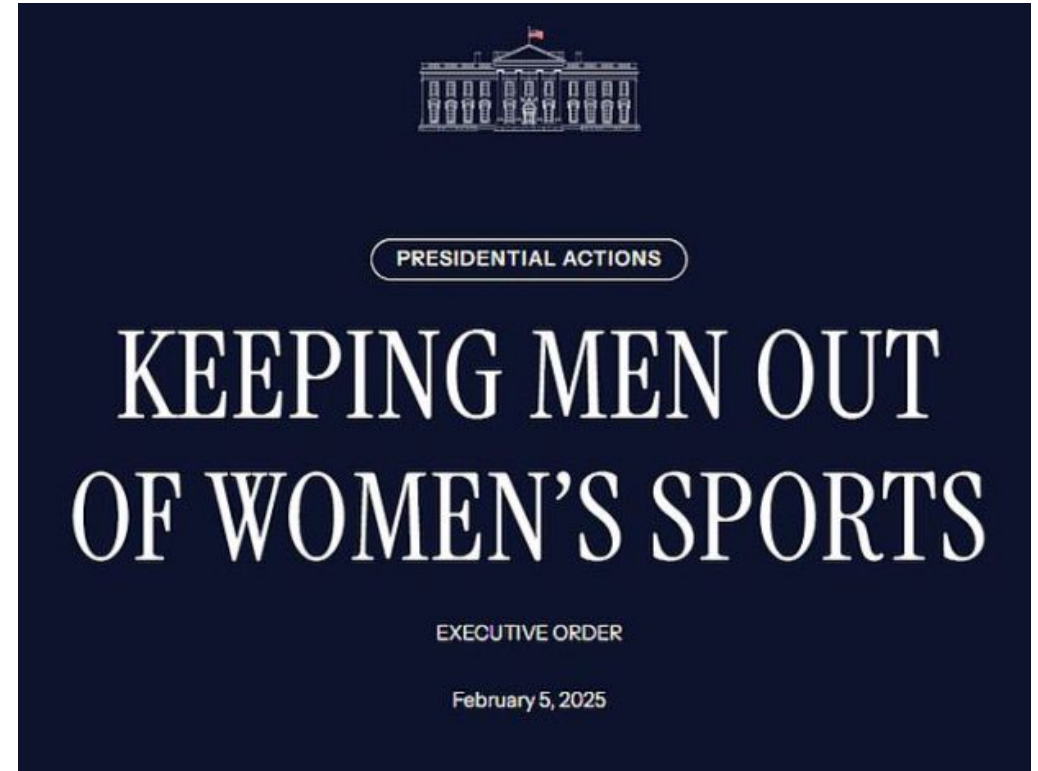 PRESIDENTIAL ACTIONS
KEEPING MEN OUT
OF WOMEN’S SPORTS
EXECUTIVE ORDER
February 5, 2025